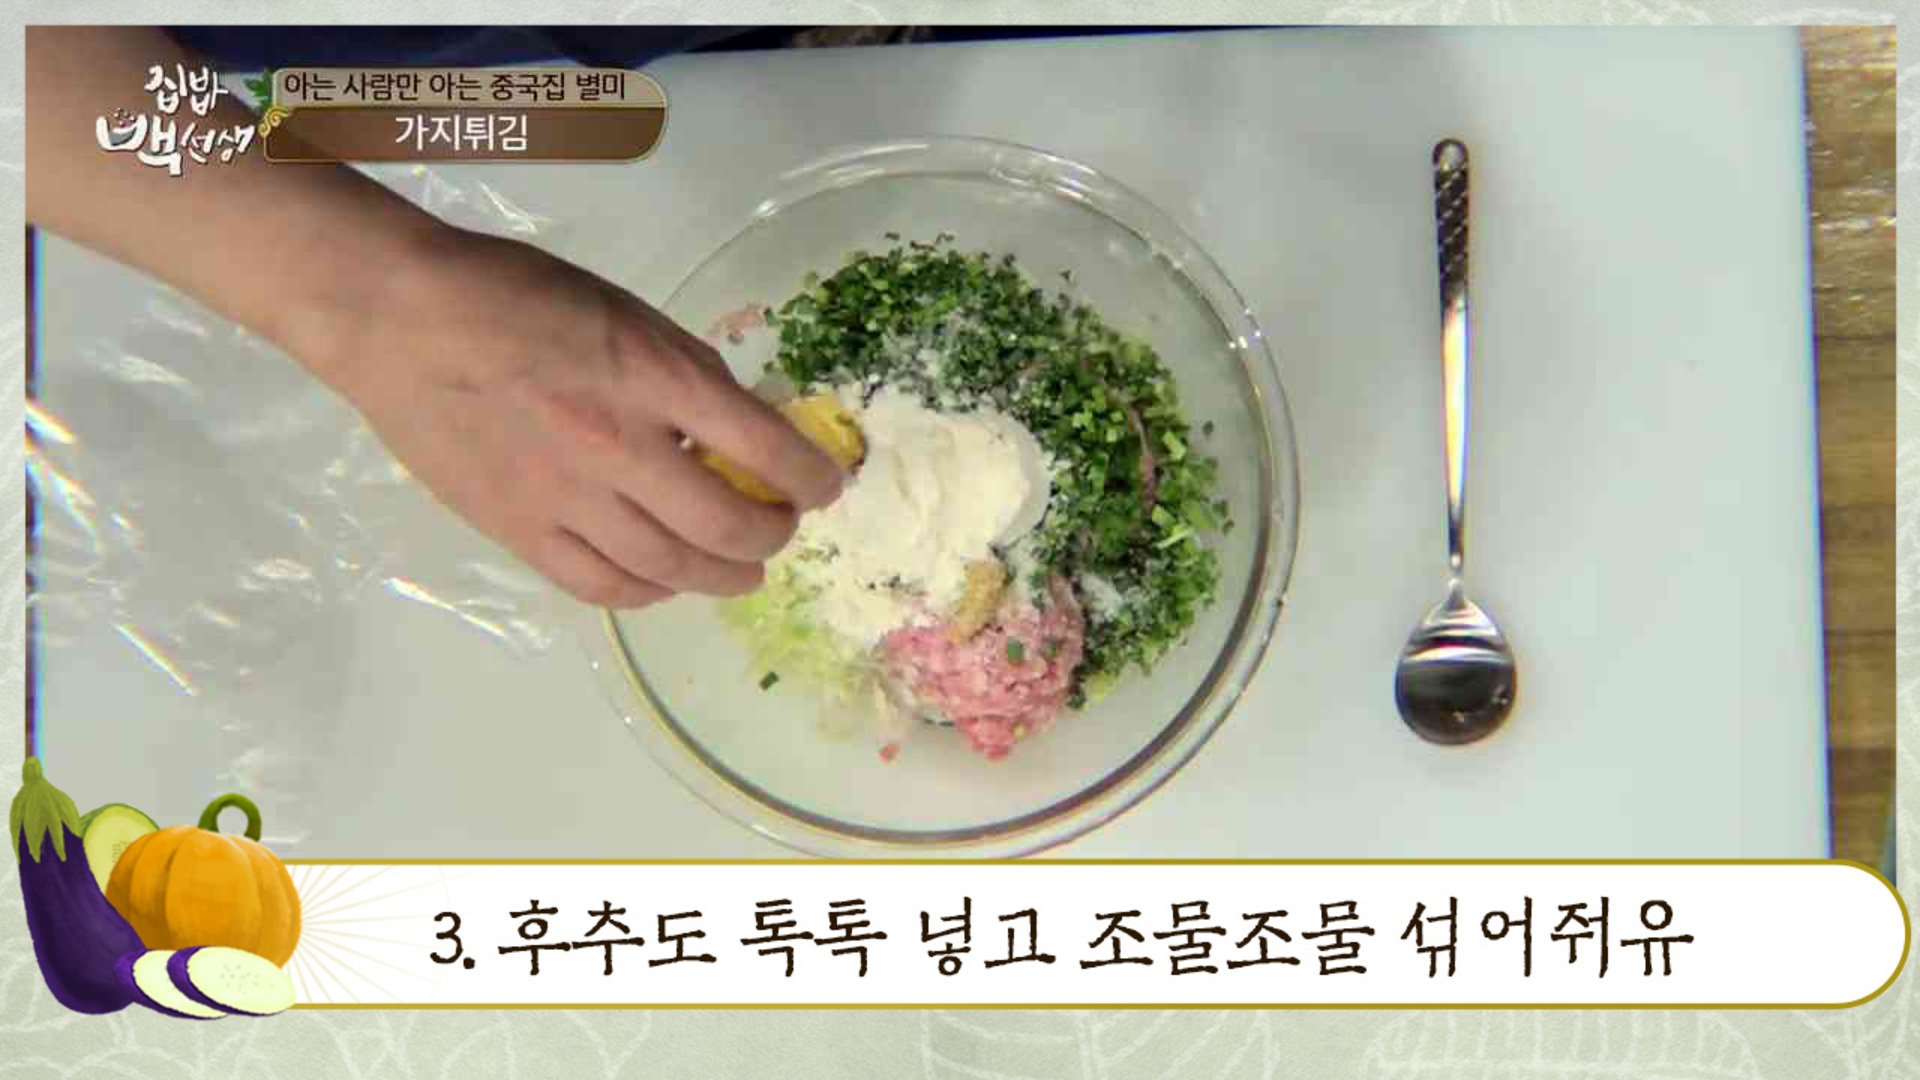 집밥
백선생
아는 사람만 아는 중국집 별미
가지튀김
3. 후추도 톡톡 넣고 조물조물 섞어쥐유